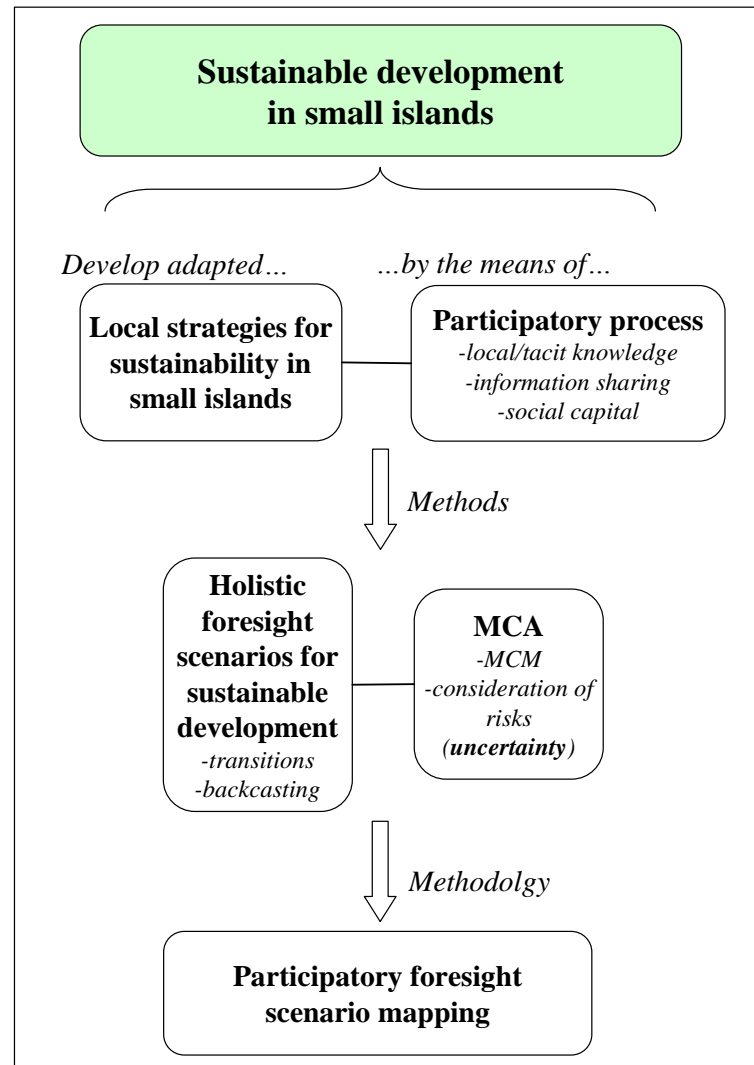 Sustainable development
in small islands
Develop adapted…
…by the means of…
Local strategies for
sustainability in
small islands
Participatory process
-local/tacit knowledge
-information sharing
-social capital
Methods
Holistic
foresight
scenarios for
sustainable
development
-transitions
-backcasting
MCA
-MCM
-consideration of
risks
(uncertainty)
Methodolgy
Participatory foresight
scenario mapping